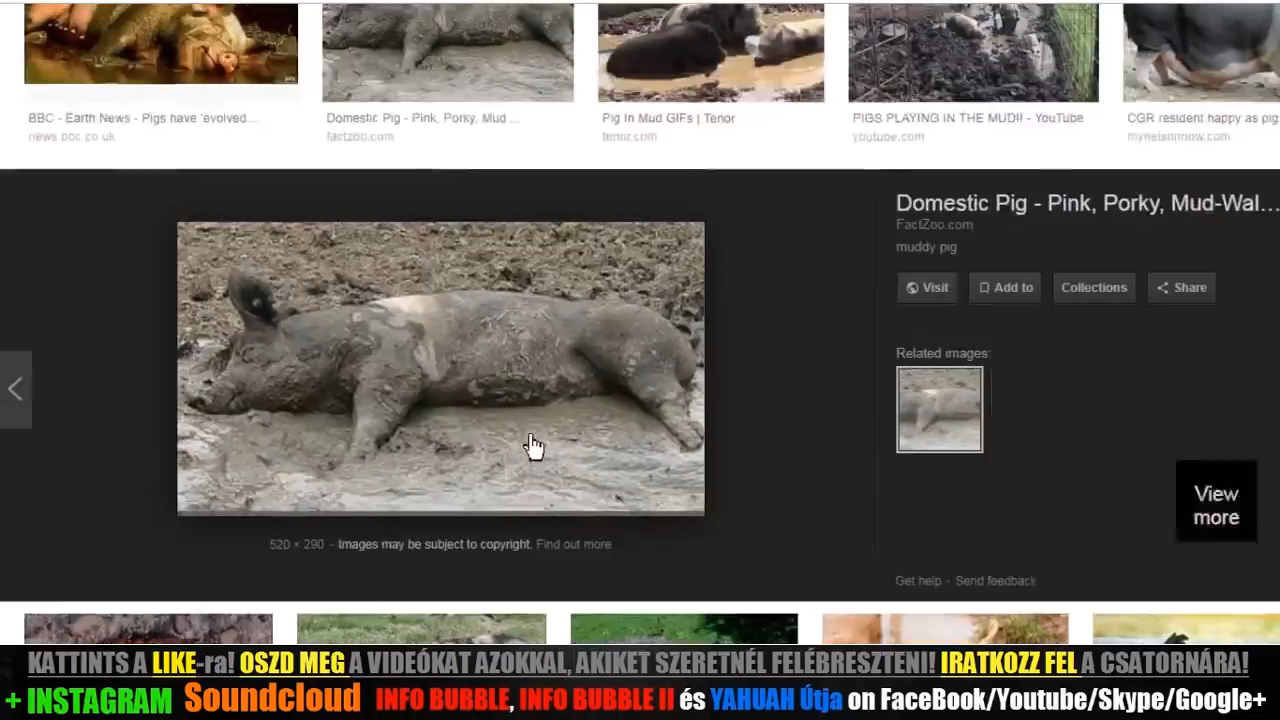 BBC - Earth News - Pigs have 'evolved...
news.bbc.co.uk
Domestic Pig - Pink, Porky, Mud ...
factzoo.com
Pig In Mud GIFs | Tenor
tenor.com
PIGS PLAYING IN THE MUD!! - YouTube
youtube.com
CGR resident happy as pig
mynelsonnow.com
Domestic Pig - Pink, Porky, Mud-Wal...
FactZoo.com
muddy pig
Visit
Add to
Collections
Share
Related images:
View
more
520 × 290 - Images may be subject to copyright. Find out more
Get help - Send feedback
KATTINTS A LIKE-ra! OSZD MEG A VIDEÓKAT AZOKKAL, AKIKET SZERETNÉL FELÉBRESZTENI! IRATKOZZ FEL A CSATORNÁRA!
+ INSTAGRAM Soundcloud INFO BUBBLE, INFO BUBBLE II és YAHUAH Útja on FaceBook/Youtube/Skype/Google+